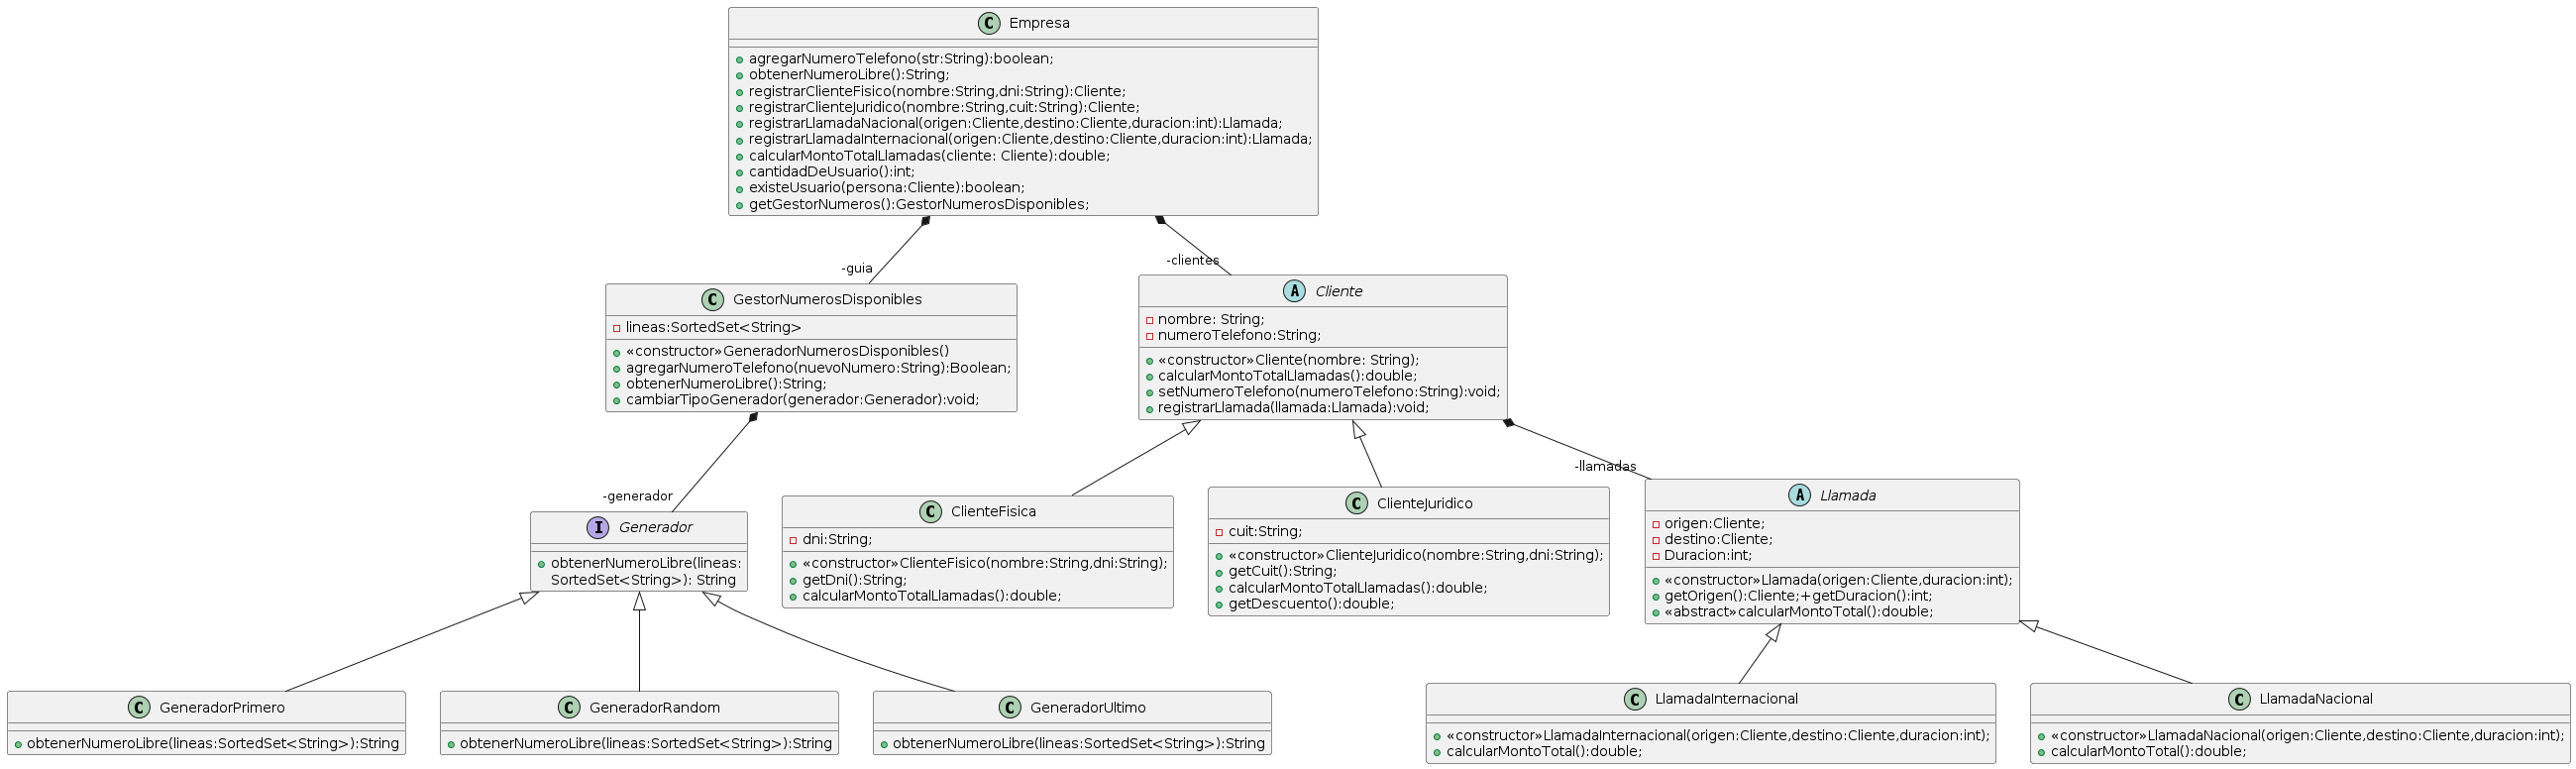 C Empresa
agregarNumeroTelefono(str:String):boolean;
obtenerNumeroLibre():String;
registrarClienteFisico(nombre:String,dni:String):Cliente;
registrarClienteJuridico(nombre:String,cuit:String):Cliente;
registrarLlamadaNacional(origen:Cliente,destino:Cliente,duracion:int):Llamada;
registrarLlamadaInternacional(origen:Cliente,destino:Cliente,duracion:int):Llamada;
calcularMontoTotalLlamadas(cliente: Cliente):double;
cantidadDeUsuario():int;
existeUsuario(persona:Cliente):boolean;
getGestorNumeros():GestorNumerosDisponibles;
-guia
-clientes
C GestorNumerosDisponibles
lineas:SortedSet<String>
«constructor»GeneradorNumerosDisponibles()
agregarNumeroTelefono(nuevoNumero:String):Boolean;
obtenerNumeroLibre():String;
cambiarTipoGenerador(generador:Generador):void;
A Cliente
nombre: String;
numeroTelefono:String;
«constructor»Cliente(nombre: String);
calcularMontoTotalLlamadas():double;
setNumeroTelefono(numeroTelefono:String):void;
registrarLlamada(llamada:Llamada):void;
-generador
-llamadas
I Generador
obtenerNumeroLibre(lineas:
SortedSet<String>): String
C ClienteFisica
dni:String;
«constructor»ClienteFisico(nombre:String,dni:String);
getDni():String;
calcularMontoTotalLlamadas():double;
C ClienteJuridico
cuit:String;
«constructor»ClienteJuridico(nombre:String,dni:String);
getCuit():String;
calcularMontoTotalLlamadas():double;
getDescuento():double;
A Llamada
origen:Cliente;
destino:Cliente;
Duracion:int;
«constructor»Llamada(origen:Cliente,duracion:int);
getOrigen():Cliente;+getDuracion():int;
«abstract»calcularMontoTotal():double;
C GeneradorPrimero
obtenerNumeroLibre(lineas:SortedSet<String>):String
C GeneradorRandom
obtenerNumeroLibre(lineas:SortedSet<String>):String
C GeneradorUltimo
obtenerNumeroLibre(lineas:SortedSet<String>):String
C LlamadaInternacional
«constructor»LlamadaInternacional(origen:Cliente,destino:Cliente,duracion:int);
calcularMontoTotal():double;
C LlamadaNacional
«constructor»LlamadaNacional(origen:Cliente,destino:Cliente,duracion:int);
calcularMontoTotal():double;